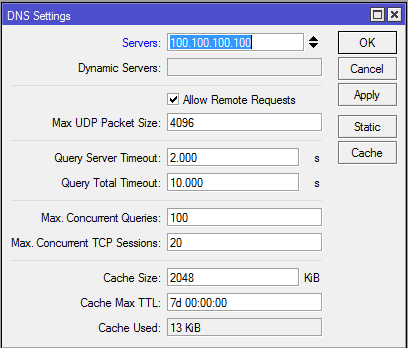 DNS Settings
Servers: 100.100.100.100 OK
Dynamic Servers: Cancel
Allow Remote Requests Apply
Max UDP Packet Size: 4096
Static
Query Server Timeout: 2.000 s Cache
Query Total Timeout: 10.000 s
Max. Concurrent Queries: 100
Max. Concurrent TCP Sessions: 20
Cache Size: 2048 KiB
Cache Max TTL: 7d 00:00:00
Cache Used: 13 KiB